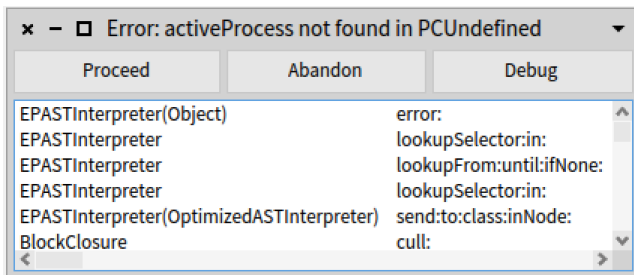 Error: activeProcess not found in PCUndefined
Proceed Abandon Debug
EPASTInterpreter(Object) error:
EPASTInterpreter lookupSelector:in:
EPASTInterpreter lookupFrom:until:ifNone:
EPASTInterpreter lookupSelector:in:
EPASTInterpreter(OptimizedASTInterpreter) send:to:class:inNode:
BlockClosure cull: